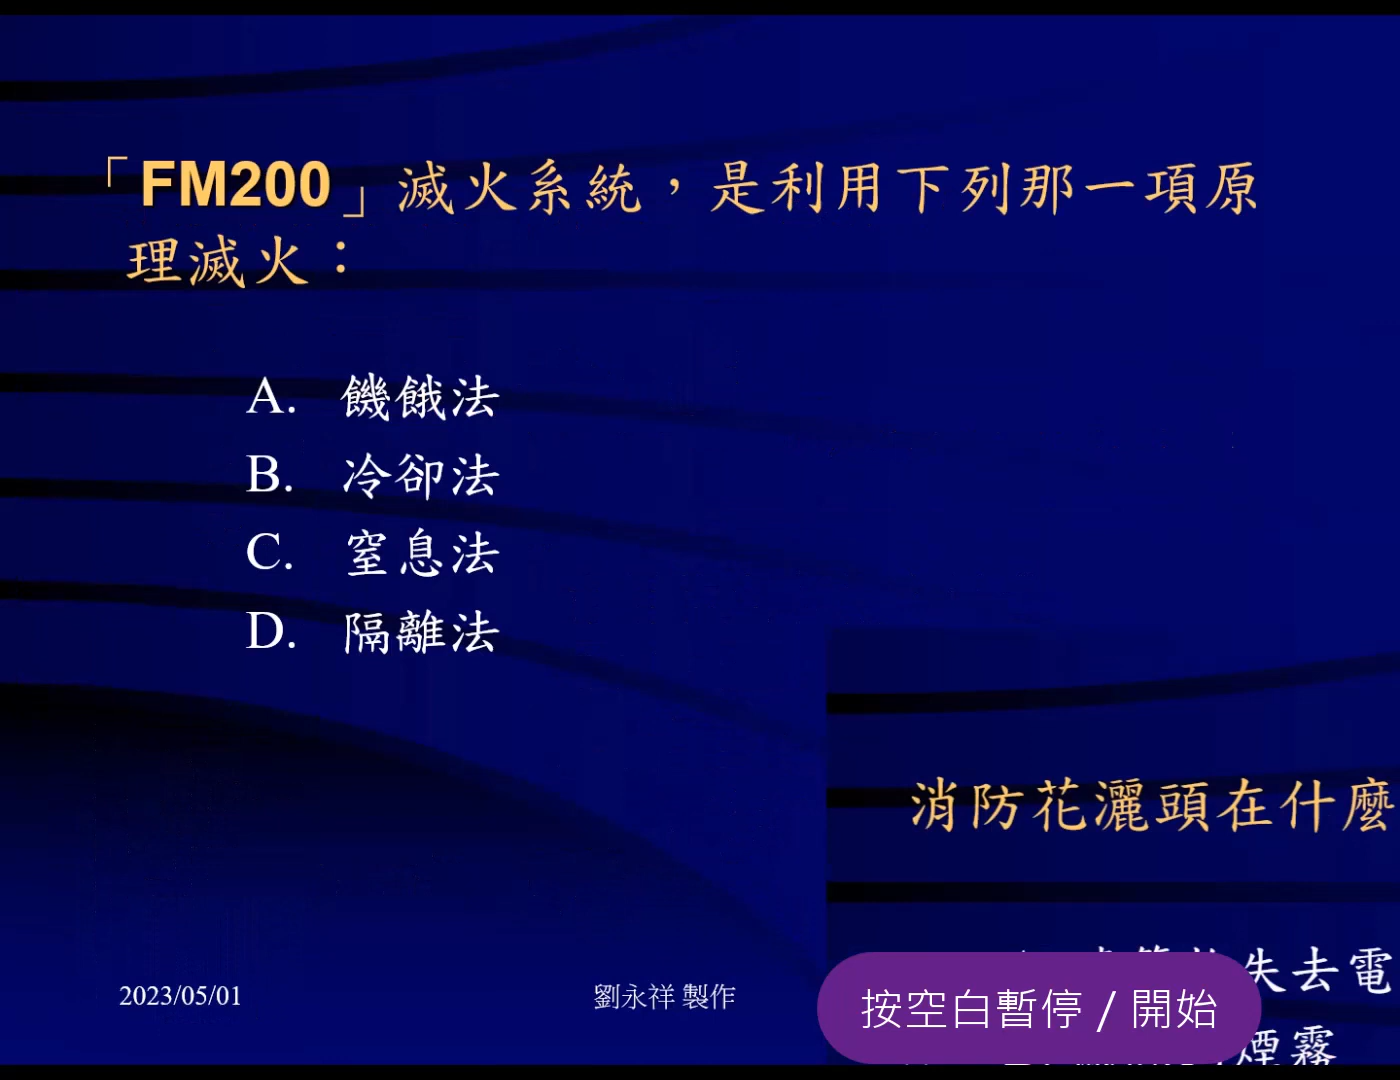 「FM200」滅火系統，是利用下列那一項原
理滅火：
A. 饑餓法
B. 冷卻法
C. 窒息法
D. 隔離法
消防花灑頭在什麼
失去電
煙霧
2023/05/01
劉永祥 製作
按空白暫停 / 開始